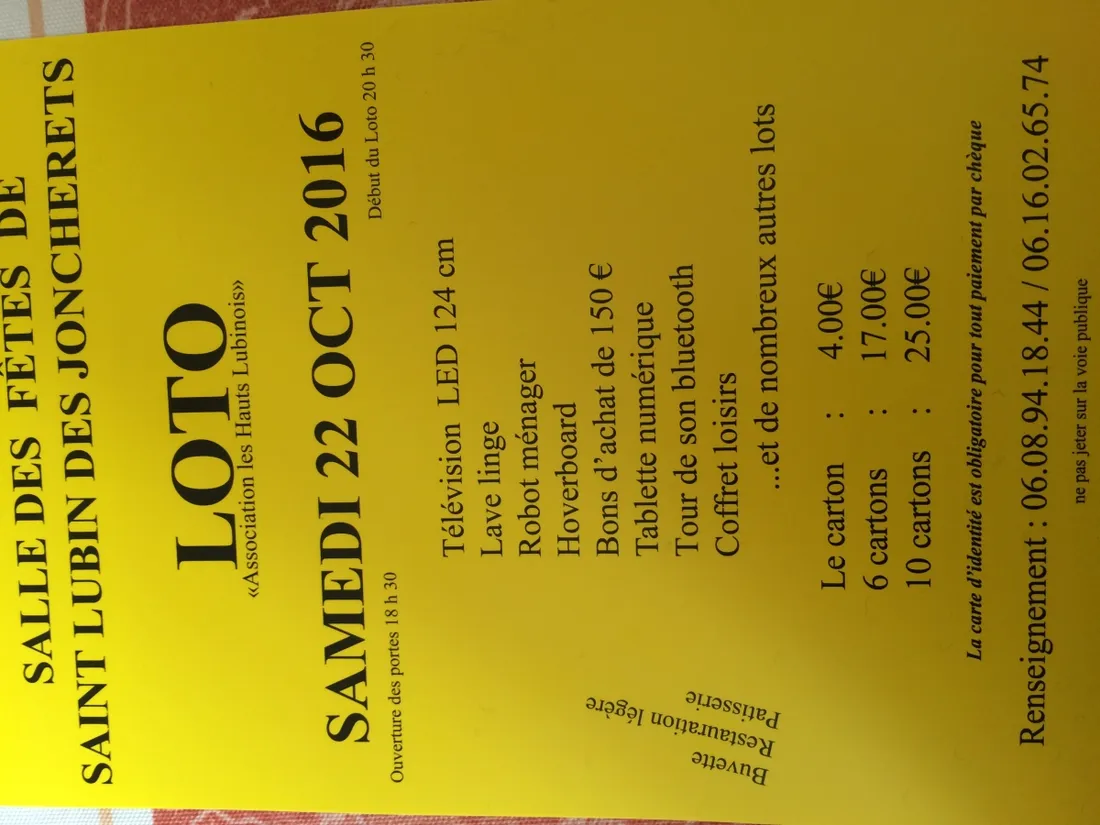 SALLE DES FÊTES DE
SAINT LUBIN DES JONCHERETS
LOTO
«Association les Hauts Lubinois»
SAMEDI 22 OCT 2016
Ouverture des portes 18 h 30
Début du Loto 20 h 30
Télévision LED 124 cm
Lave linge
Robot ménager
Hoverboard
Bons d’achat de 150 €
Tablette numérique
Tour de son bluetooth
Coffret loisirs
...et de nombreux autres lots
Buvette
Restauration légère
Patisserie
Le carton : 4.00€
6 cartons : 17.00€
10 cartons : 25.00€
La carte d’identité est obligatoire pour tout paiement par chèque
Renseignement : 06.08.94.18.44 / 06.16.02.65.74
ne pas jeter sur la voie publique